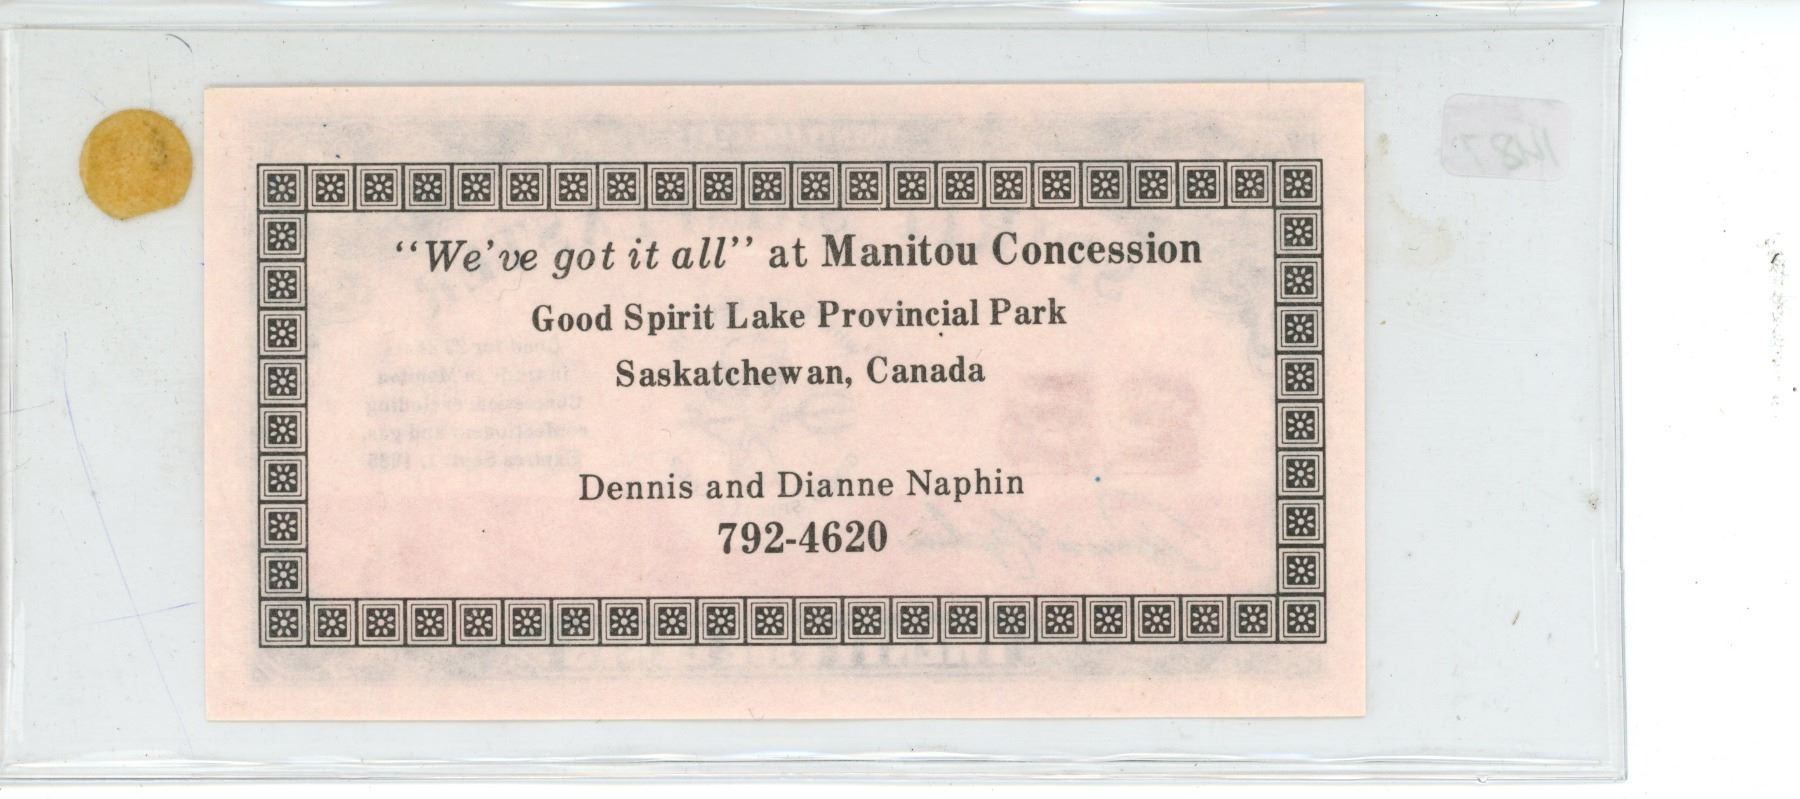 “We’ve got it all” at Manitou Concession
Good Spirit Lake Provincial Park
Saskatchewan, Canada
Dennis and Dianne Naphin
792-4620